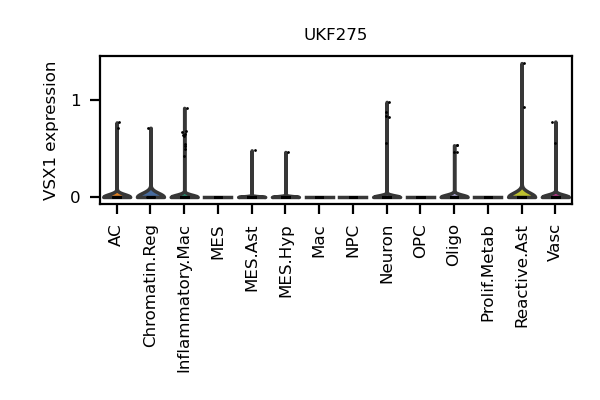 UKF275
VSX1 expression
1
0
AC
Chromatin.Reg
Inflammatory.Mac
MES
MES.Ast
MES.Hyp
Mac
NPC
Neuron
OPC
Oligo
Prolif.Metab
Reactive.Ast
Vasc